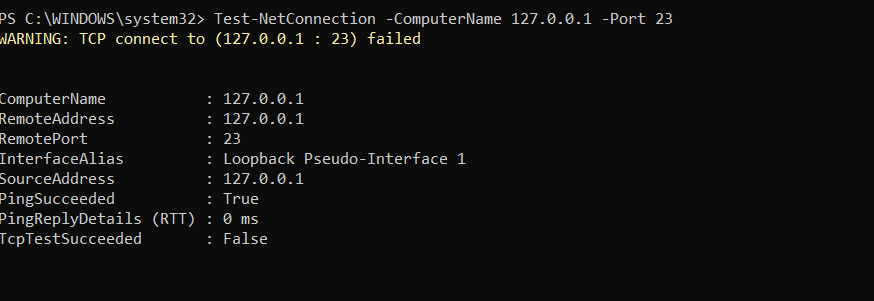 PS C:\WINDOWS\system32> Test-NetConnection -ComputerName 127.0.0.1 -Port 23
WARNING: TCP connect to (127.0.0.1 : 23) failed
ComputerName : 127.0.0.1
RemoteAddress : 127.0.0.1
RemotePort : 23
InterfaceAlias : Loopback Pseudo-Interface 1
SourceAddress : 127.0.0.1
PingSucceeded : True
PingReplyDetails (RTT) : 0 ms
TcpTestSucceeded : False